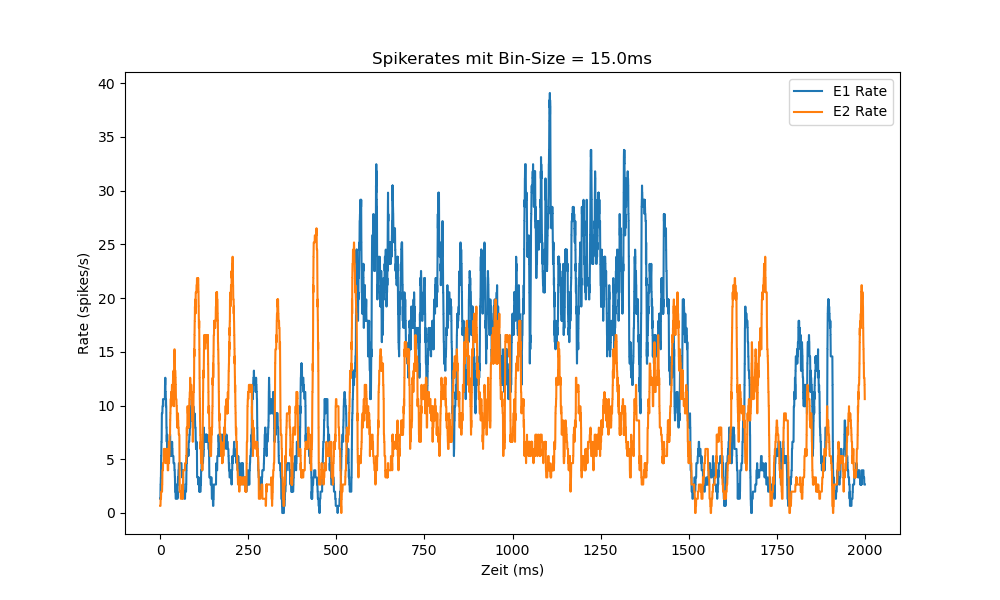 Spikerates mit Bin-Size = 15.0ms
E1 Rate
E2 Rate
Rate (spikes/s)
40
35
30
25
20
15
10
5
0
0 250 500 750 1000 1250 1500 1750 2000
Zeit (ms)